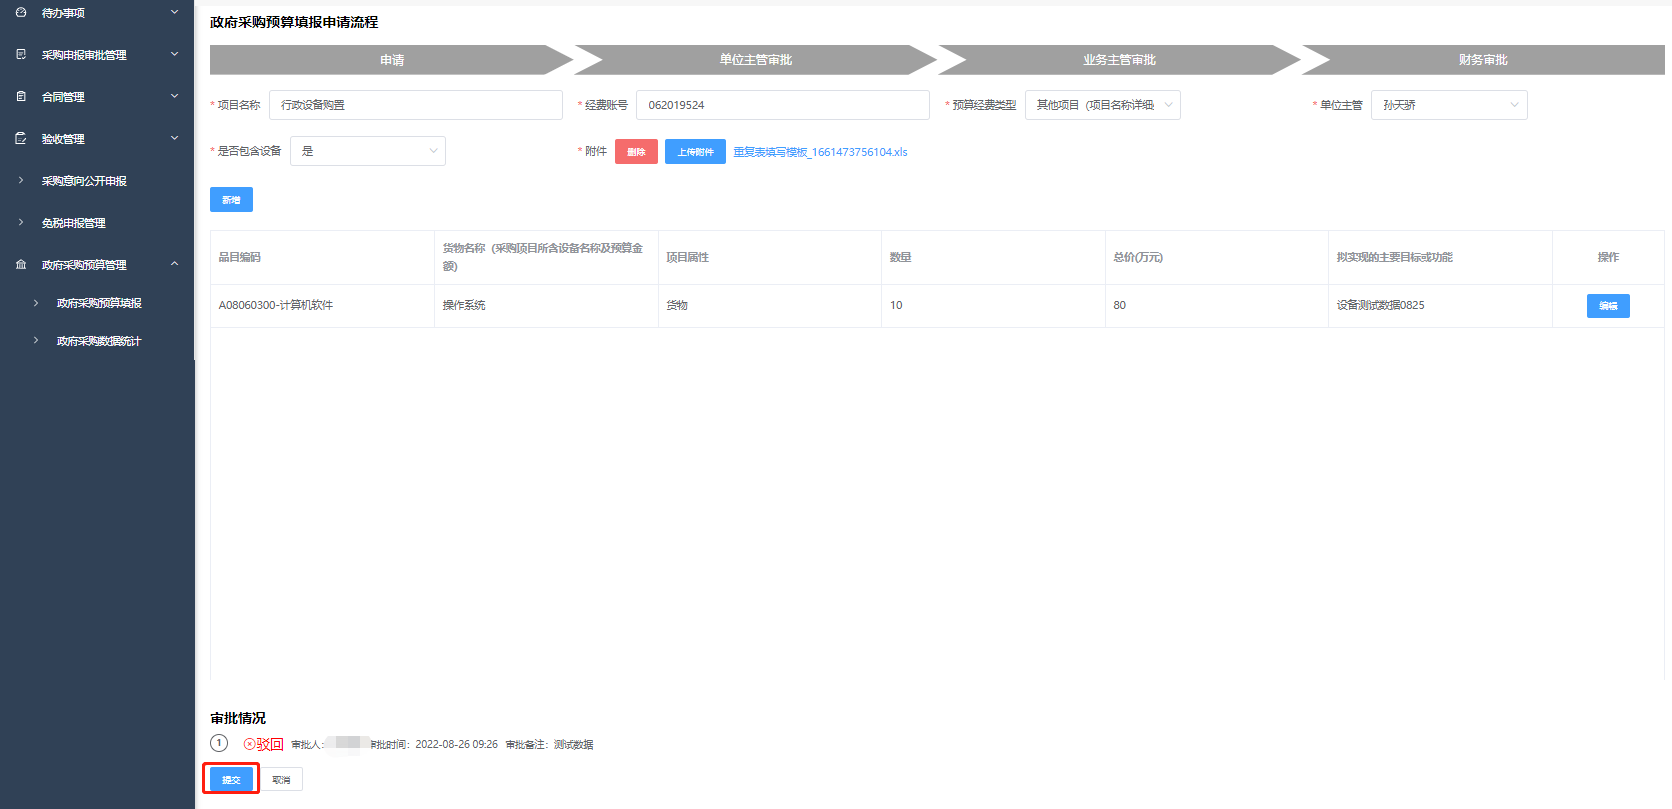 待办事项
采购申报审批管理
合同管理
验收管理
采购意向公开申报
免税申报管理
政府采购预算管理
政府采购预算填报
政府采购数据统计
政府采购预算填报申请流程
申请 单位主管审批 业务主管审批 财务审批
* 项目名称 行政设备购置 * 经费账号 062019524 * 预算经费类型 其他项目（项目名称详细 * 单位主管 孙天骄
* 是否包含设备 是 * 附件 删除 上传附件 重复表填写模板_1661473756104.xls
新增
品目编码 货物名称（采购项目所含设备名称及预算金额） 项目属性 数量 总价(万元) 拟实现的主要目标或功能 操作
A08060300-计算机软件 操作系统 货物 10 80 设备测试数据0825 编辑
审批情况
1 驳回 审批人: 审批时间: 2022-08-26 09:26 审批备注: 测试数据
提交 取消